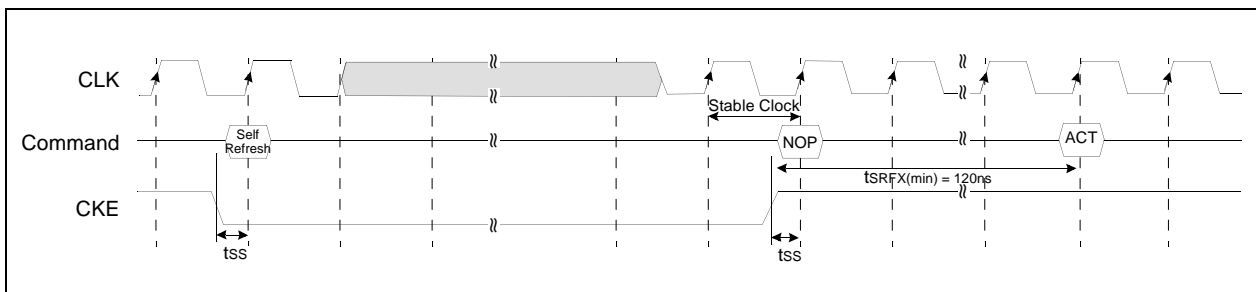 CLK
Stable Clock
Command
Self
Refresh
NOP
ACT
tSRFX(min) = 120ns
CKE
tSS
tSS